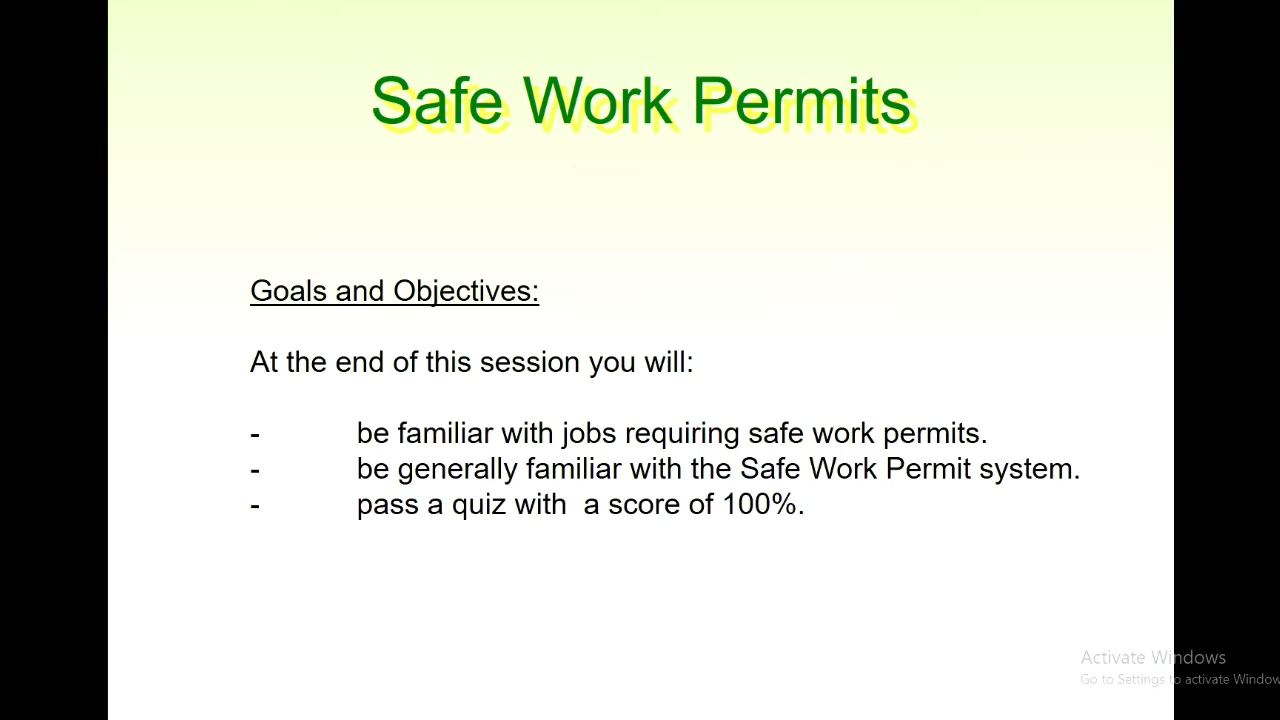 Safe Work Permits
Goals and Objectives:
At the end of this session you will:
- be familiar with jobs requiring safe work permits.
- be generally familiar with the Safe Work Permit system.
- pass a quiz with  a score of 100%.
Activate Windows
Go to Settings to activate Window